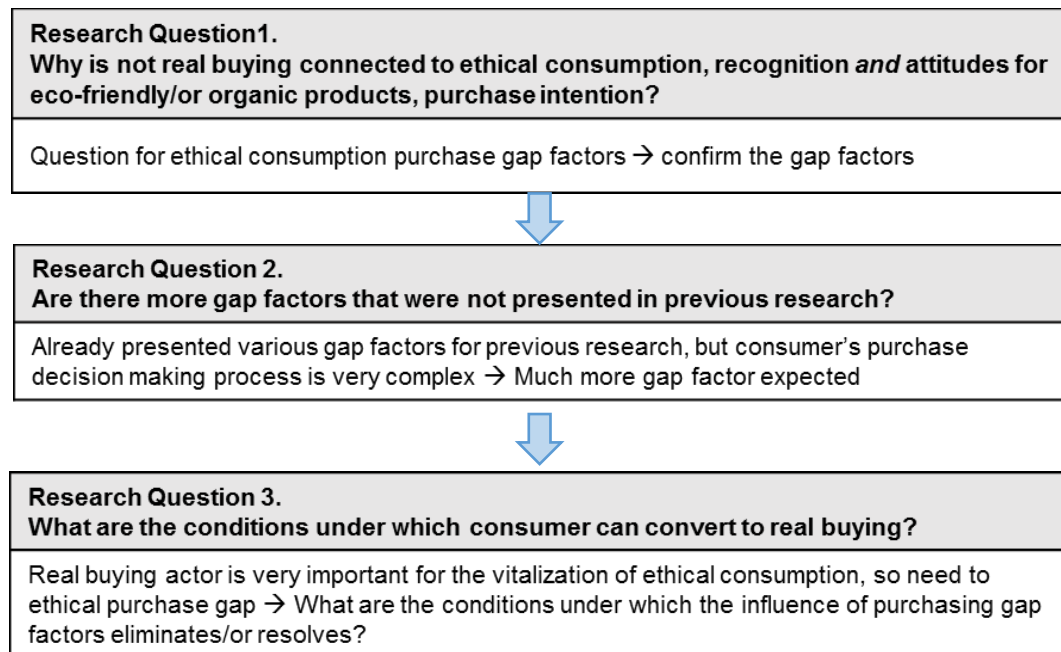 Research Question1.
Why is not real buying connected to ethical consumption, recognition and attitudes for
eco-friendly/or organic products, purchase intention?
Question for ethical consumption purchase gap factors → confirm the gap factors
Research Question 2.
Are there more gap factors that were not presented in previous research?
Already presented various gap factors for previous research, but consumer's purchase
decision making process is very complex → Much more gap factor expected
Research Question 3.
What are the conditions under which consumer can convert to real buying?
Real buying actor is very important for the vitalization of ethical consumption, so need to
ethical purchase gap → What are the conditions under which the influence of purchasing gap
factors eliminates/or resolves?